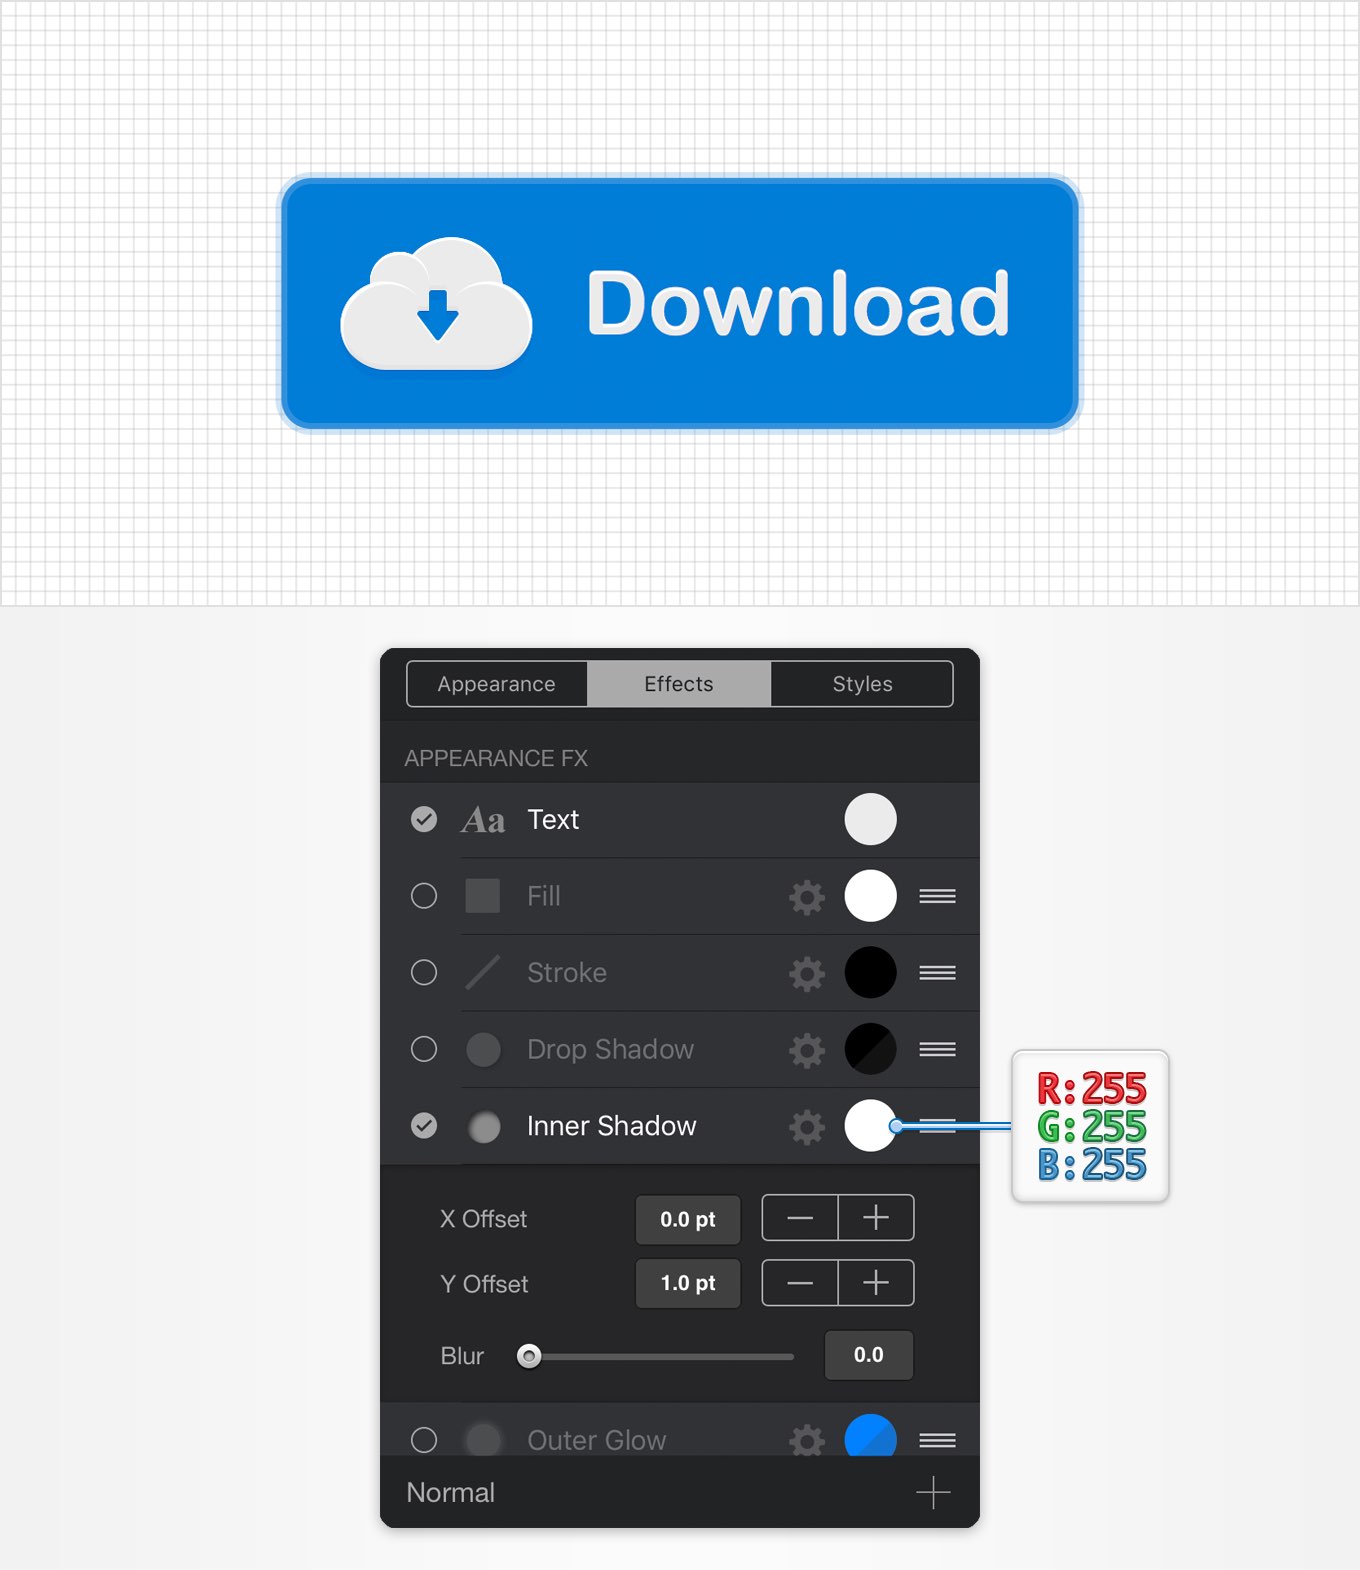 Download
Appearance Effects Styles
APPEARANCE FX
Aa Text
Fill
Stroke
Drop Shadow
Inner Shadow
R:255
G:255
B:255
X Offset 0.0 pt
Y Offset 1.0 pt
Blur 0.0
Outer Glow
Normal